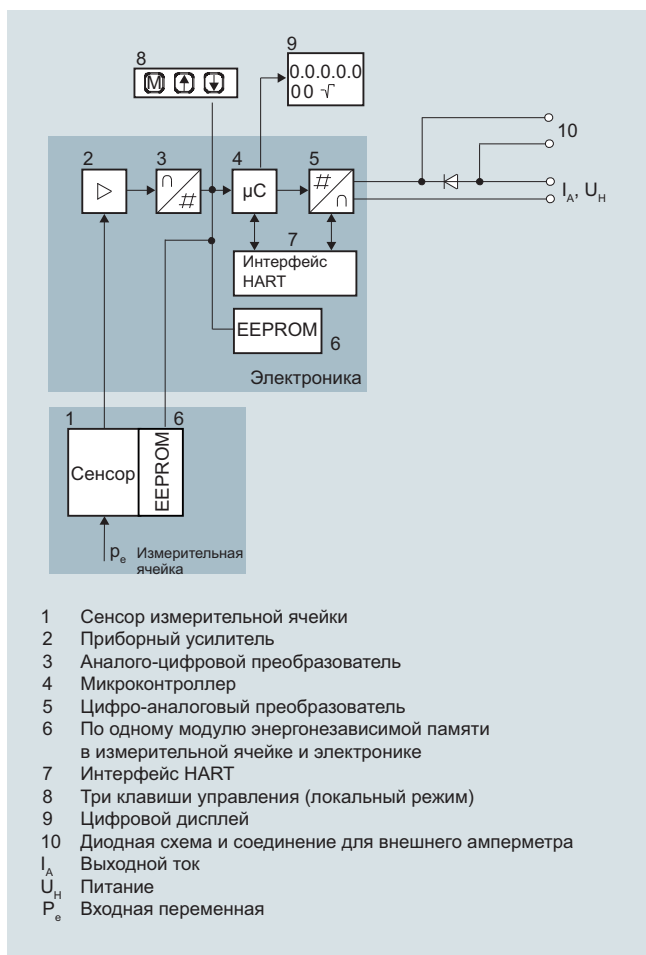 8
9
M
0.0.0.0.0
00 √
10
2
3
4
5
∩
#
µC
#
∩
I_A, U_H
7
Интерфейс
HART
EEPROM
6
Электроника
1
6
Сенсор
EEPROM
p_e Измерительная
ячейка
1 Сенсор измерительной ячейки
2 Приборный усилитель
3 Аналого-цифровой преобразователь
4 Микроконтроллер
5 Цифро-аналоговый преобразователь
6 По одному модулю энергонезависимой памяти
в измерительной ячейке и электронике
7 Интерфейс HART
8 Три клавиши управления (локальный режим)
9 Цифровой дисплей
10 Диодная схема и соединение для внешнего амперметра
I_A Выходной ток
U_H Питание
P_e Входная переменная